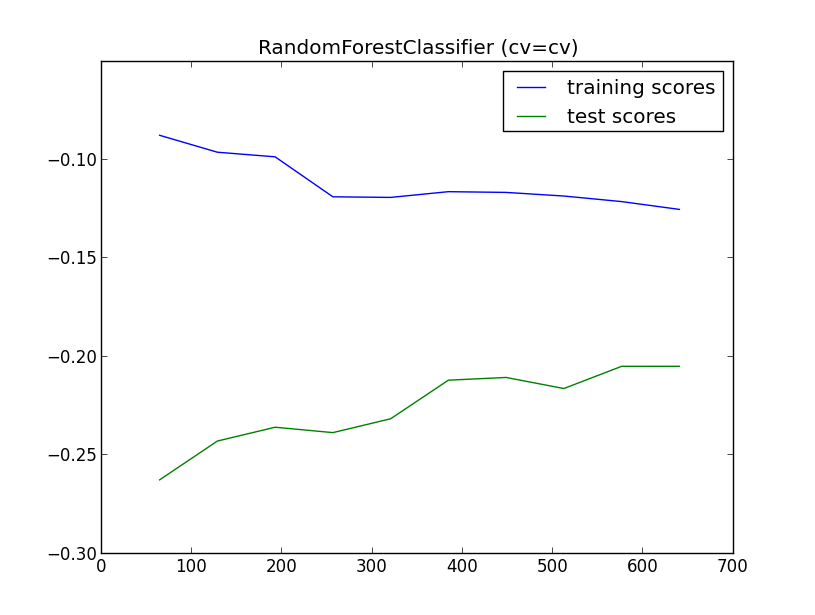 RandomForestClassifier (cv=cv)
training scores
test scores
−0.10
−0.15
−0.20
−0.25
−0.30
0 100 200 300 400 500 600 700